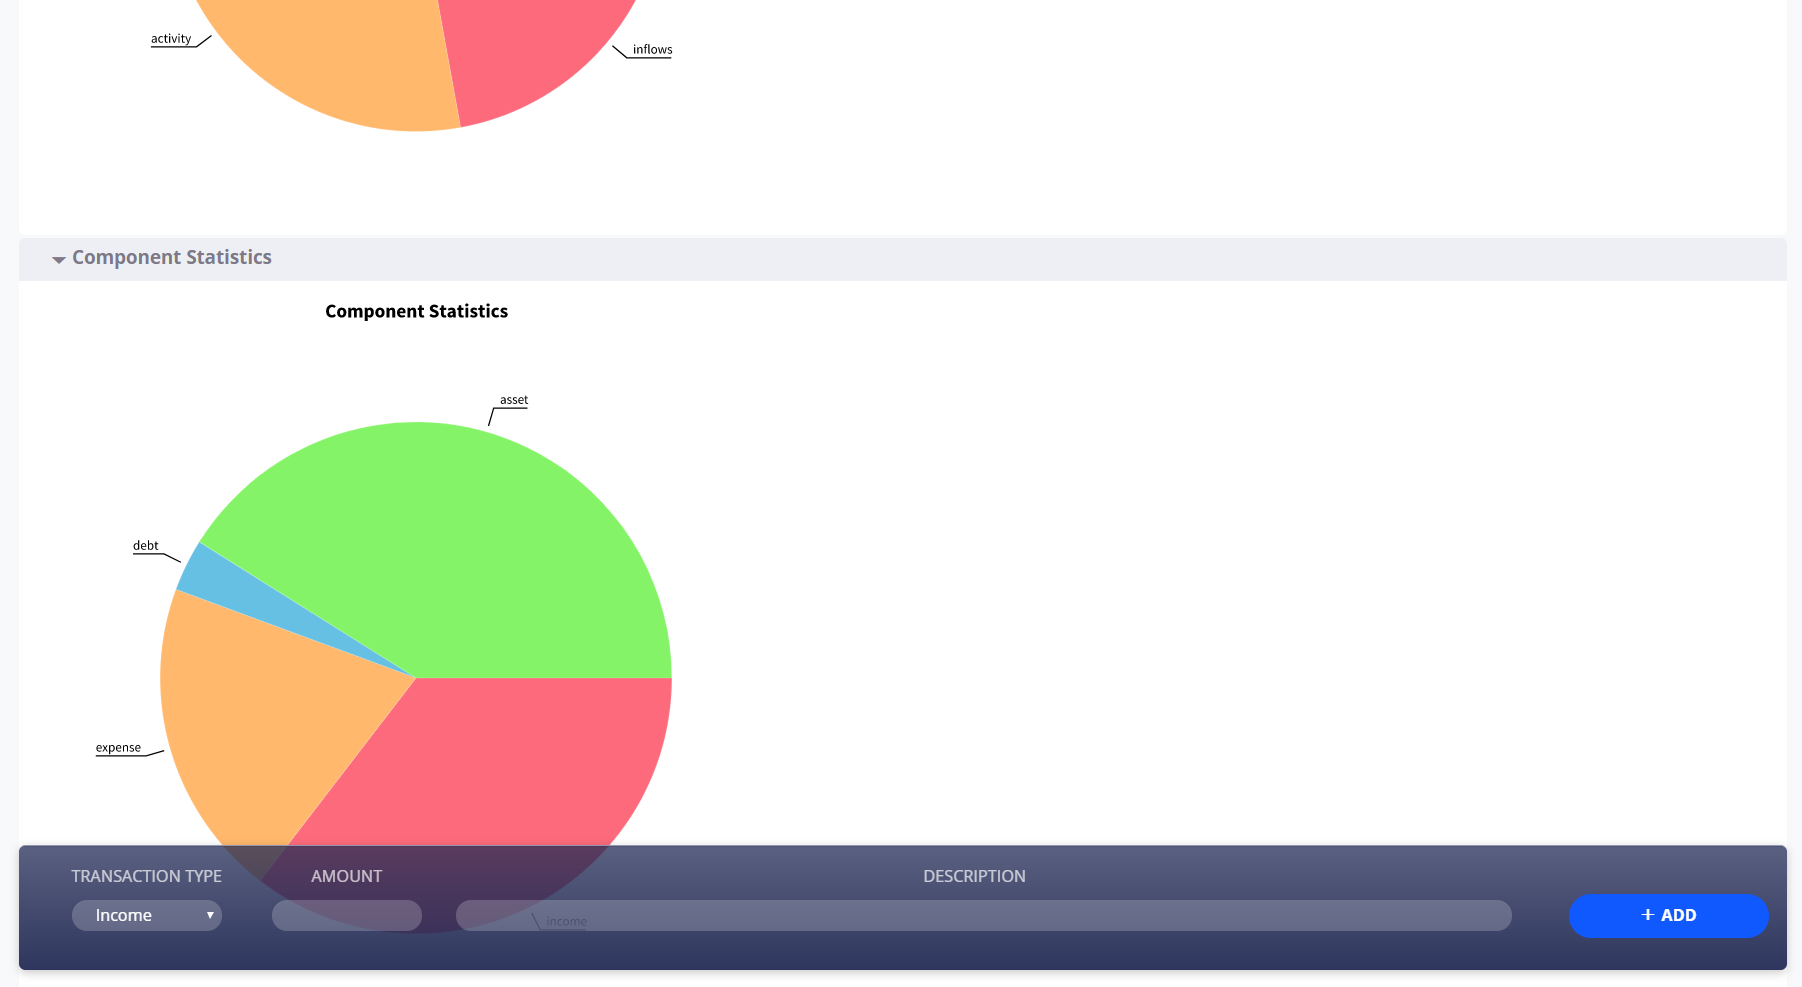 activity
inflows
Component Statistics
Component Statistics
asset
debt
expense
TRANSACTION TYPE
AMOUNT
DESCRIPTION
Income
income
+ ADD